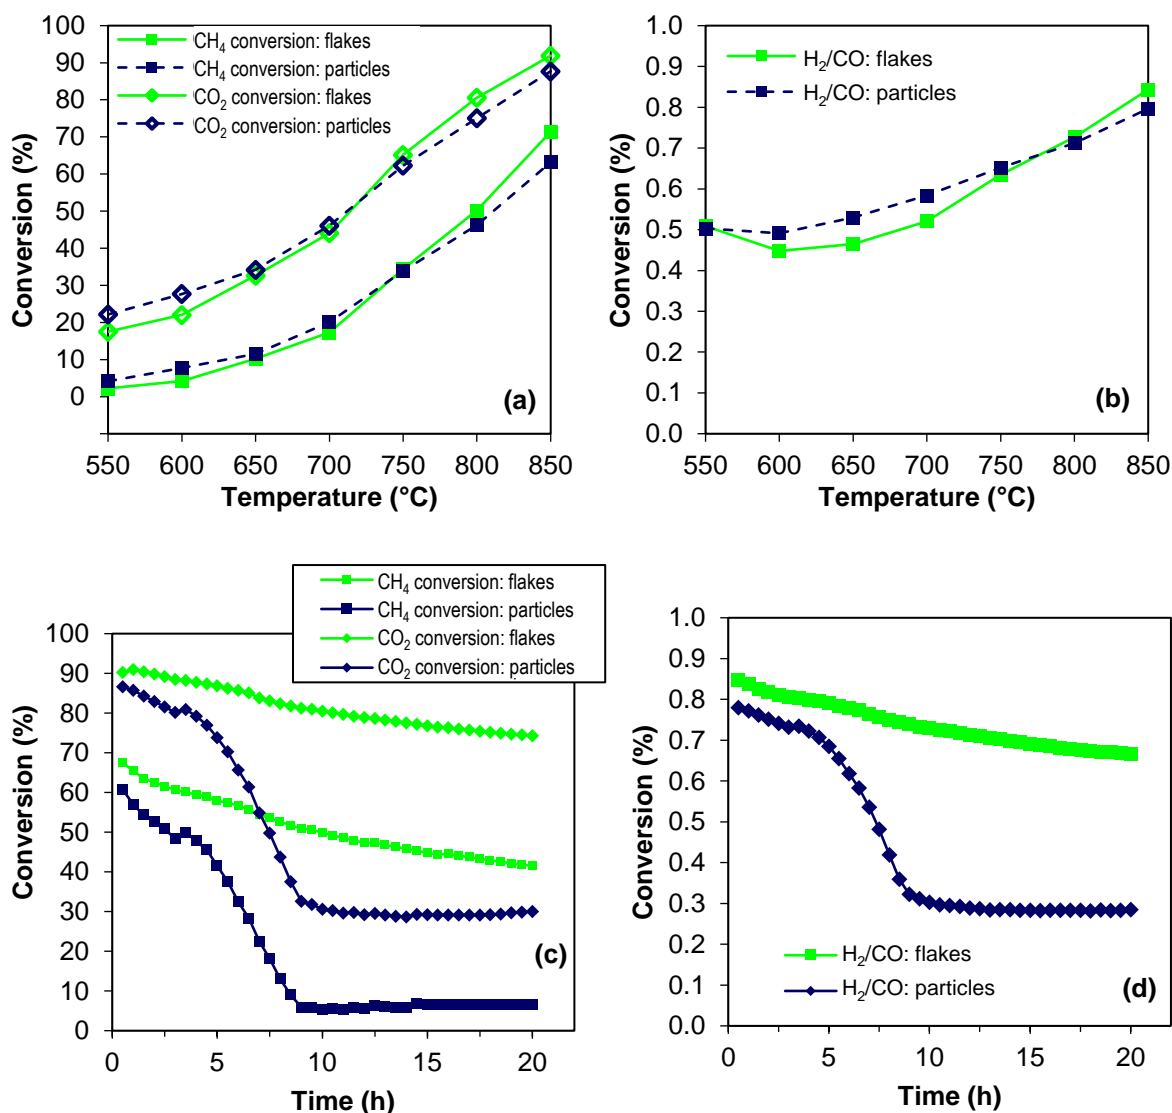 100
90
80
70
60
50
40
30
20
10
0
Conversion (%)
CH₄ conversion: flakes
CH₄ conversion: particles
CO₂ conversion: flakes
CO₂ conversion: particles
(a)
550 600 650 700 750 800 850
Temperature (°C)
1.0
0.9
0.8
0.7
0.6
0.5
0.4
0.3
0.2
0.1
0.0
Conversion (%)
H₂/CO: flakes
H₂/CO: particles
(b)
550 600 650 700 750 800 850
Temperature (°C)
CH₄ conversion: flakes
CH₄ conversion: particles
CO₂ conversion: flakes
CO₂ conversion: particles
100
90
80
70
60
50
40
30
20
10
0
Conversion (%)
(c)
0 5 10 15 20
Time (h)
1.0
0.9
0.8
0.7
0.6
0.5
0.4
0.3
0.2
0.1
0.0
Conversion (%)
H₂/CO: flakes
H₂/CO: particles
(d)
0 5 10 15 20
Time (h)